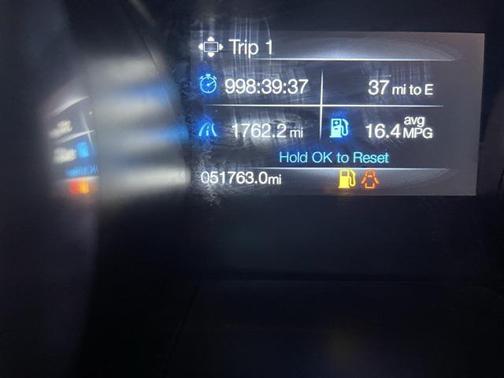 Trip 1
998:39:37 37 mi to E
1762.2 mi 16.4 avg MPG
Hold OK to Reset
051763.0mi